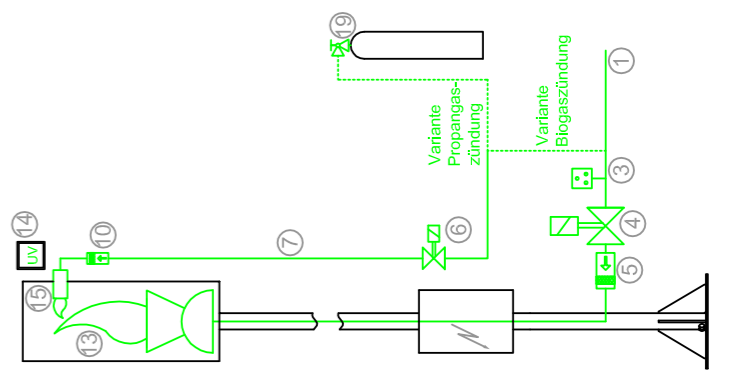 19
1
Variante
Propangas-
zündung
Variante
Biogaszündung
3
14
UV
10
7
6
4
5
15
13